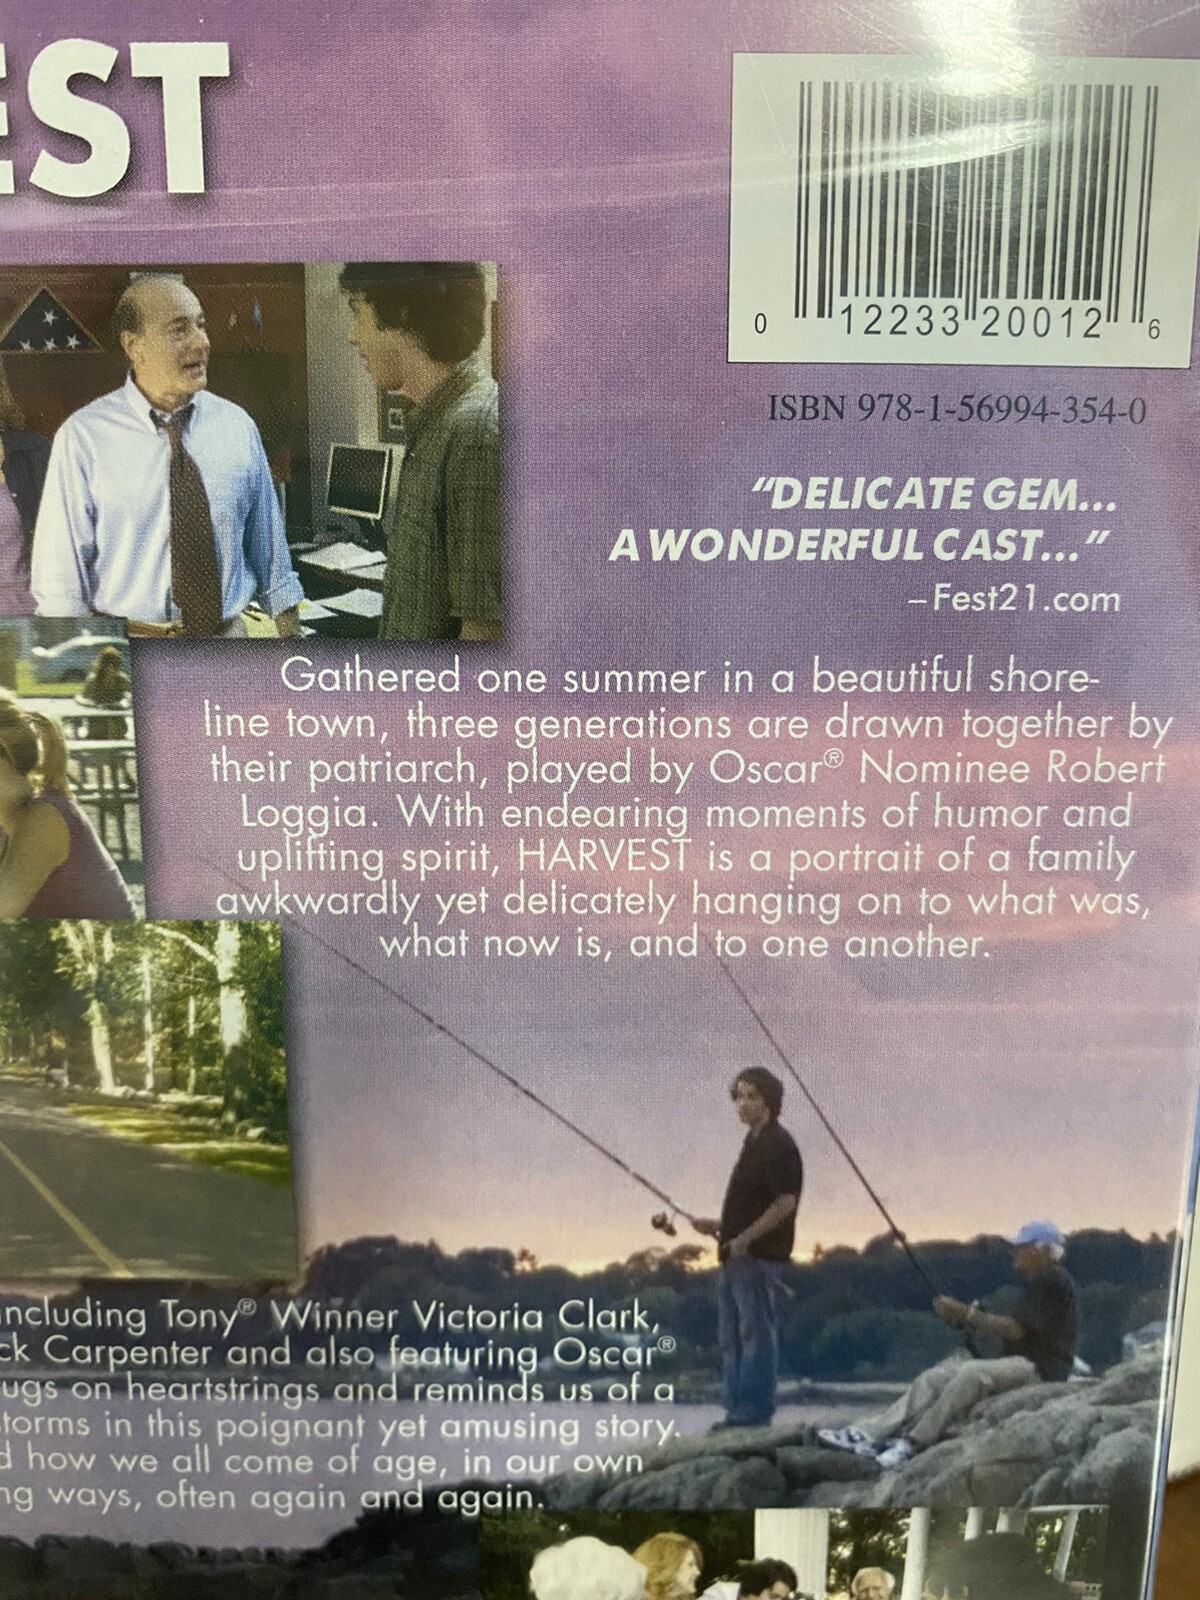 EST
0 12233 20012 6
ISBN 978-1-56994-354-0
“DELICATE GEM...
A WONDERFUL CAST...”
–Fest21.com
Gathered one summer in a beautiful shore-
line town, three generations are drawn together by
their patriarch, played by Oscar® Nominee Robert
Loggia. With endearing moments of humor and
uplifting spirit, HARVEST is a portrait of a family
awkwardly yet delicately hanging on to what was,
what now is, and to one another.
including Tony® Winner Victoria Clark,
ck Carpenter and also featuring Oscar®
ugs on heartstrings and reminds us of a
torms in this poignant yet amusing story.
d how we all come of age, in our own
ng ways, often again and again.